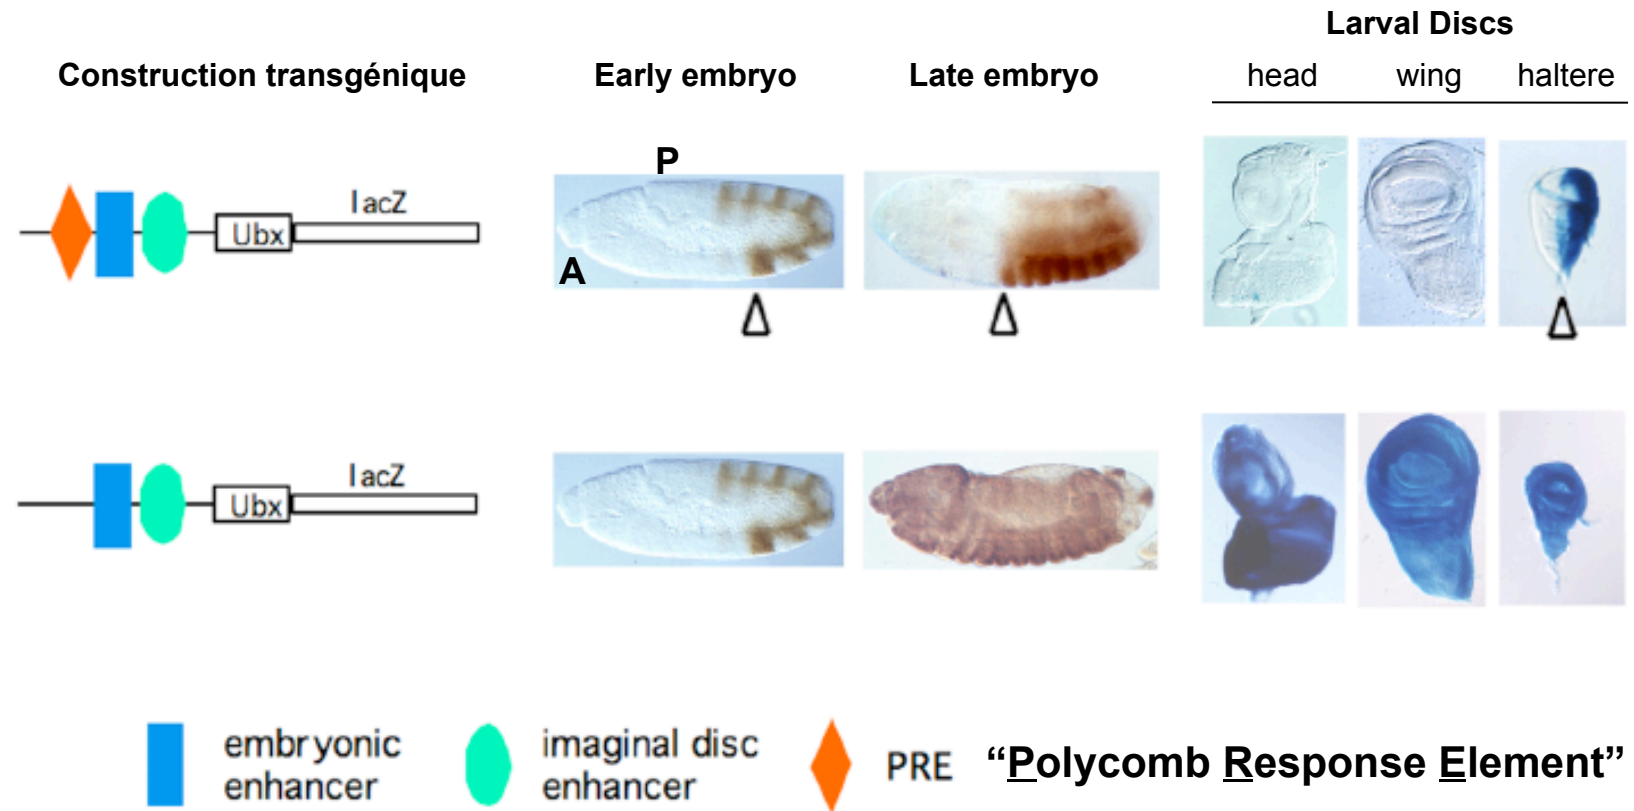 Larval Discs
Construction transgénique Early embryo Late embryo head wing haltere
P
lacZ
Ubx
A
lacZ
Ubx
embryonic enhancer
imaginal disc enhancer
PRE “Polycomb Response Element”